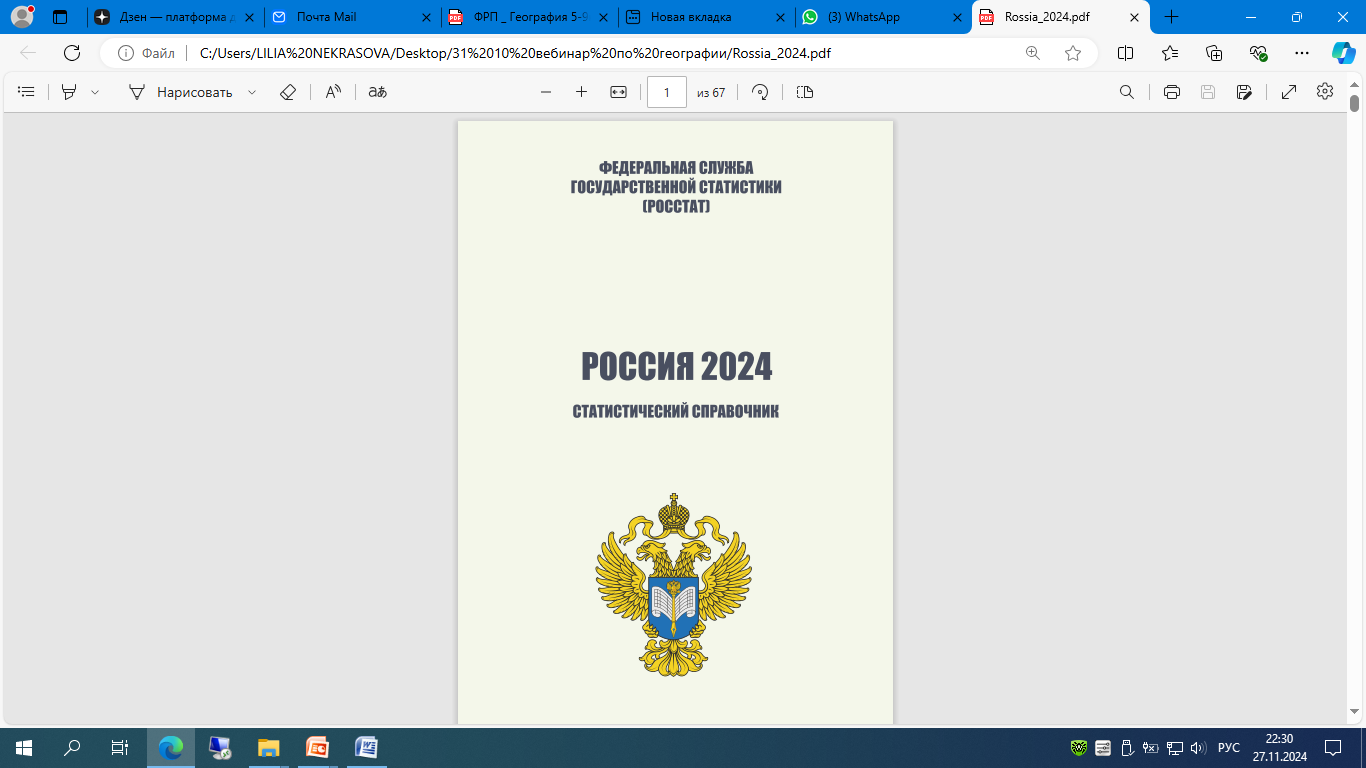 Дзен — платформа д
Почта Mail
ФРП _ География 5-9
Новая вкладка
(3) WhatsApp
Rossia_2024.pdf
Файл
C:/Users/LILIA%20NEKRASOVA/Desktop/31%2010%20вебинар%20по%20географии/Rossia_2024.pdf
Нарисовать
аあ
1 из 67
ФЕДЕРАЛЬНАЯ СЛУЖБА
ГОСУДАРСТВЕННОЙ СТАТИСТИКИ
(РОССТАТ)
РОССИЯ 2024
СТАТИСТИЧЕСКИЙ СПРАВОЧНИК
РУС
22:30
27.11.2024